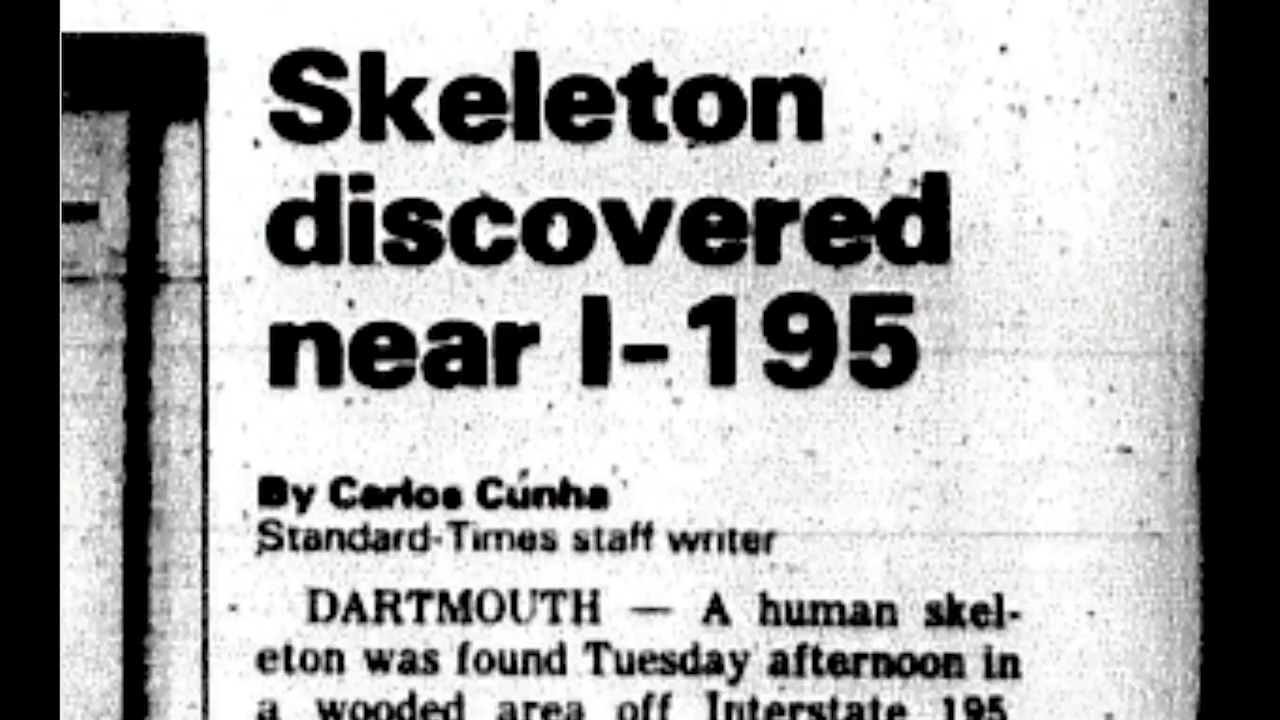 Skeleton
discovered
near I-195
By Carlos Cunha
Standard-Times staff writer
DARTMOUTH — A human skel-
eton was found Tuesday afternoon in
a wooded area off Interstate 195